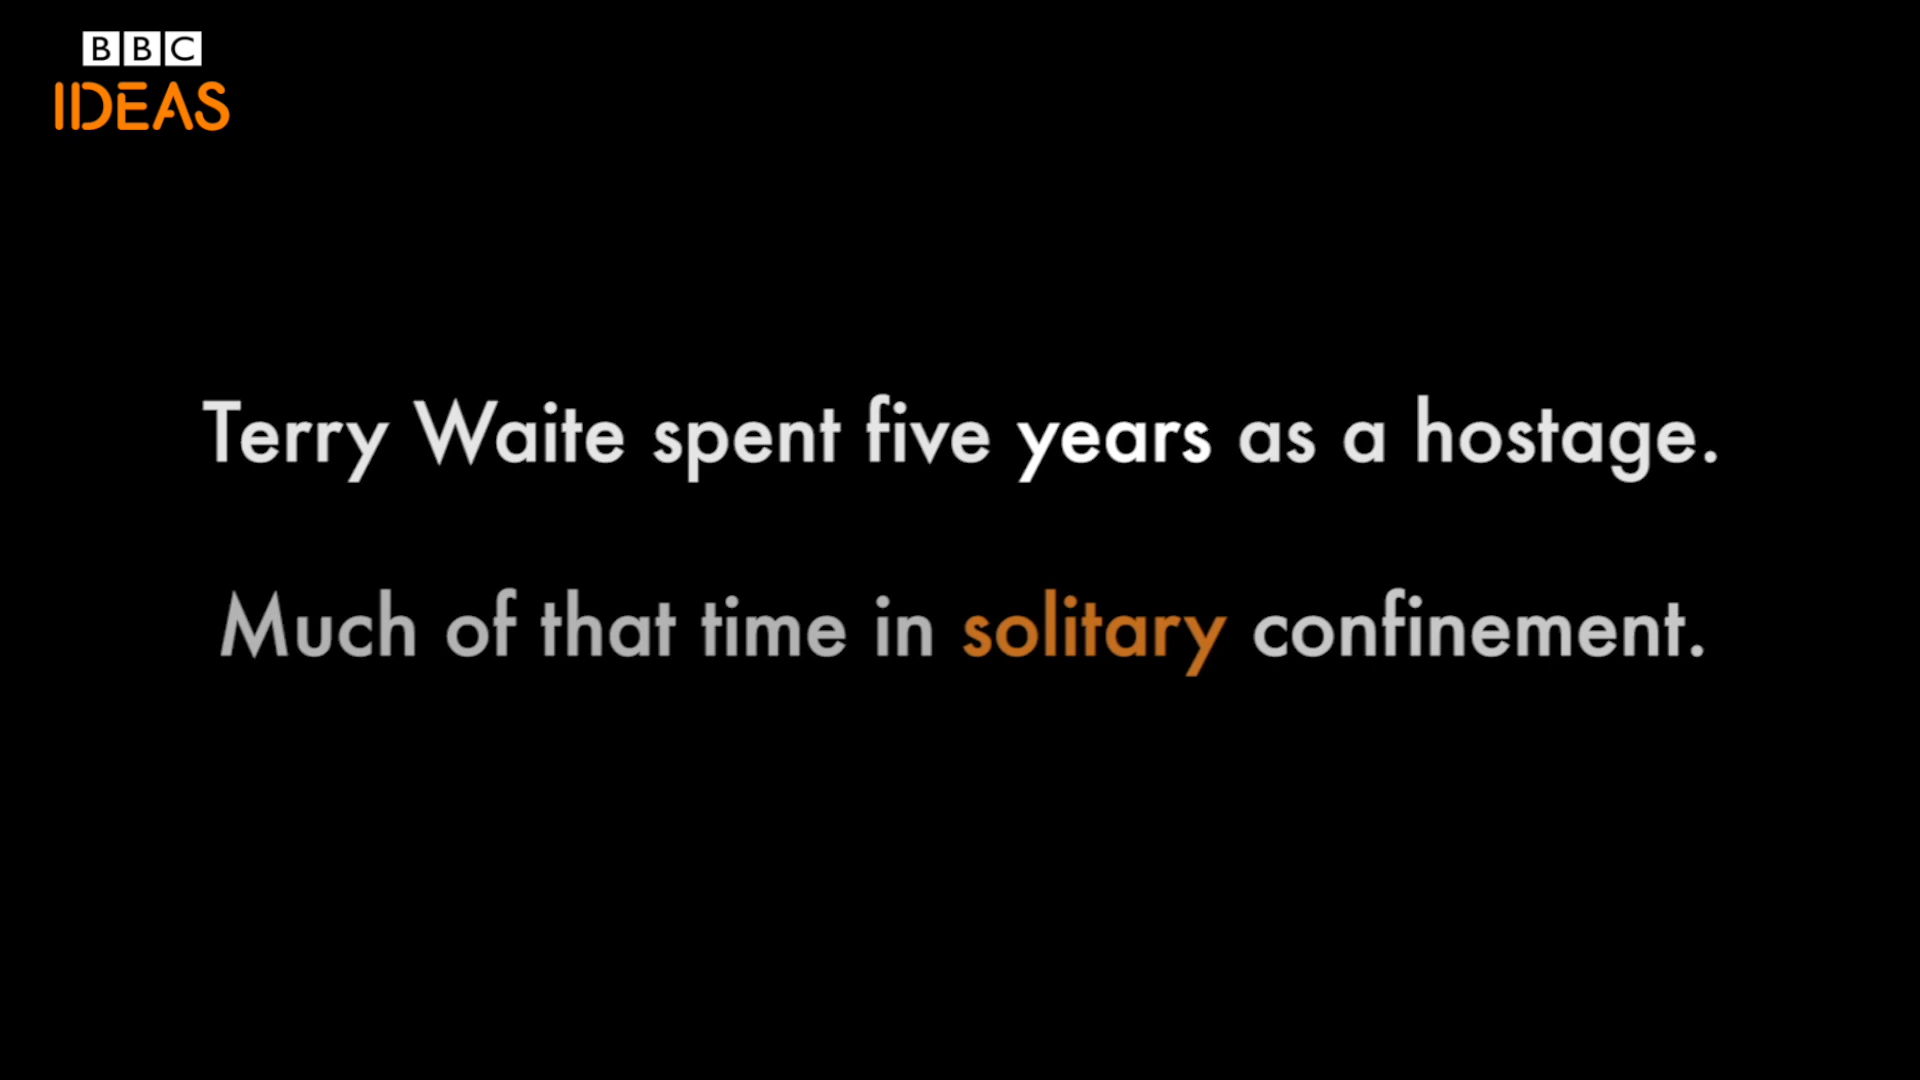 BBC
IDEAS
Terry Waite spent five years as a hostage.
Much of that time in solitary confinement.